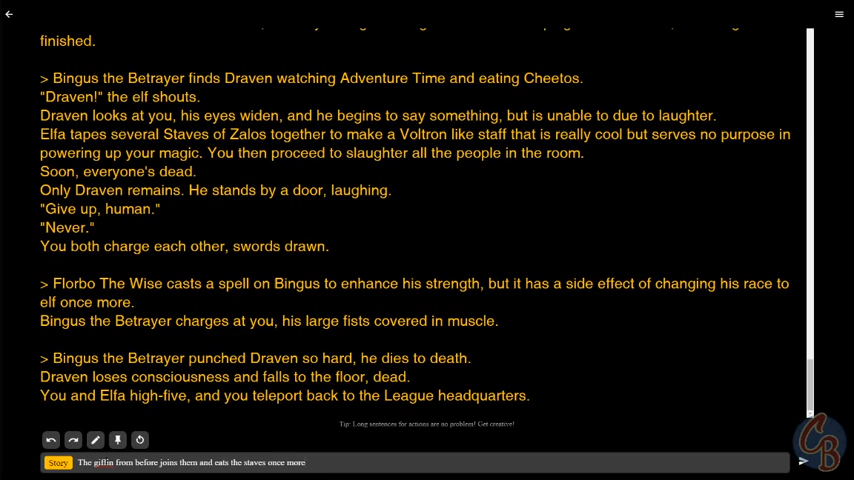 finished.
> Bingus the Betrayer finds Draven watching Adventure Time and eating Cheetos.
"Draven!" the elf shouts.
Draven looks at you, his eyes widen, and he begins to say something, but is unable to due to laughter.
Elfa tapes several Staves of Zalos together to make a Voltron like staff that is really cool but serves no purpose in
powering up your magic. You then proceed to slaughter all the people in the room.
Soon, everyone's dead.
Only Draven remains. He stands by a door, laughing.
"Give up, human."
"Never."
You both charge each other, swords drawn.
> Florbo The Wise casts a spell on Bingus to enhance his strength, but it has a side effect of changing his race to
elf once more.
Bingus the Betrayer charges at you, his large fists covered in muscle.
> Bingus the Betrayer punched Draven so hard, he dies to death.
Draven loses consciousness and falls to the floor, dead.
You and Elfa high-five, and you teleport back to the League headquarters.
Tip: Long sentences for actions are no problem! Get creative!
Story The giflin from before joins them and eats the staves once more
CB